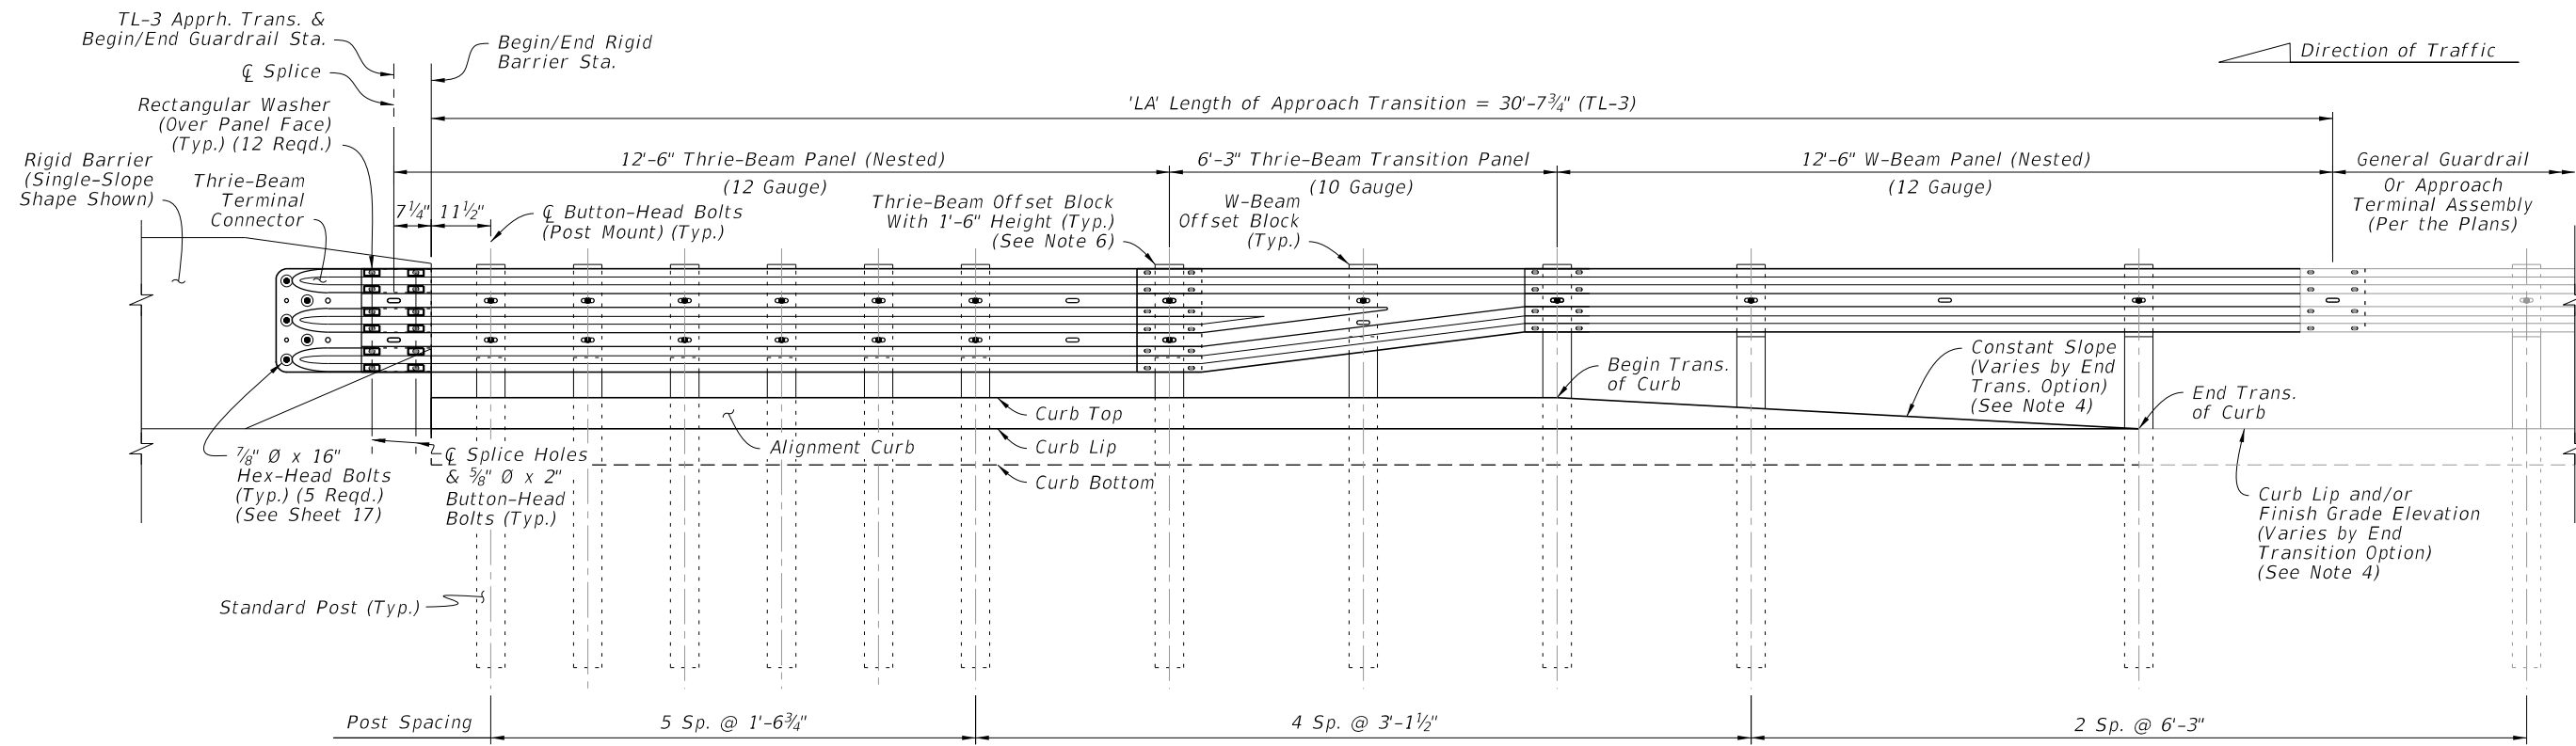 TL-3 Apprh. Trans. &
Begin/End Guardrail Sta.
℄ Splice
Begin/End Rigid
Barrier Sta.
Direction of Traffic
Rectangular Washer
(Over Panel Face)
(Typ.) (12 Reqd.)
'LA' Length of Approach Transition = 30'-7¾" (TL-3)
Rigid Barrier
(Single-Slope
Shape Shown)
Thrie-Beam
Terminal
Connector
12'-6" Thrie-Beam Panel (Nested)
(12 Gauge)
6'-3" Thrie-Beam Transition Panel
(10 Gauge)
12'-6" W-Beam Panel (Nested)
(12 Gauge)
General Guardrail
Or Approach
Terminal Assembly
(Per the Plans)
7¼"
11½"
℄ Button-Head Bolts
(Post Mount) (Typ.)
Thrie-Beam Offset Block
With 1'-6" Height (Typ.)
(See Note 6)
W-Beam
Offset Block
(Typ.)
Begin Trans.
of Curb
Constant Slope
(Varies by End
Trans. Option)
(See Note 4)
End Trans.
of Curb
Curb Top
Alignment Curb
Curb Lip
Curb Bottom
⅞" Ø x 16"
Hex-Head Bolts
(Typ.) (5 Reqd.)
(See Sheet 17)
℄ Splice Holes
& ⅝" Ø x 2"
Button-Head
Bolts (Typ.)
Curb Lip and/or
Finish Grade Elevation
(Varies by End
Transition Option)
(See Note 4)
Standard Post (Typ.)
Post Spacing
5 Sp. @ 1'-6¾"
4 Sp. @ 3'-1½"
2 Sp. @ 6'-3"